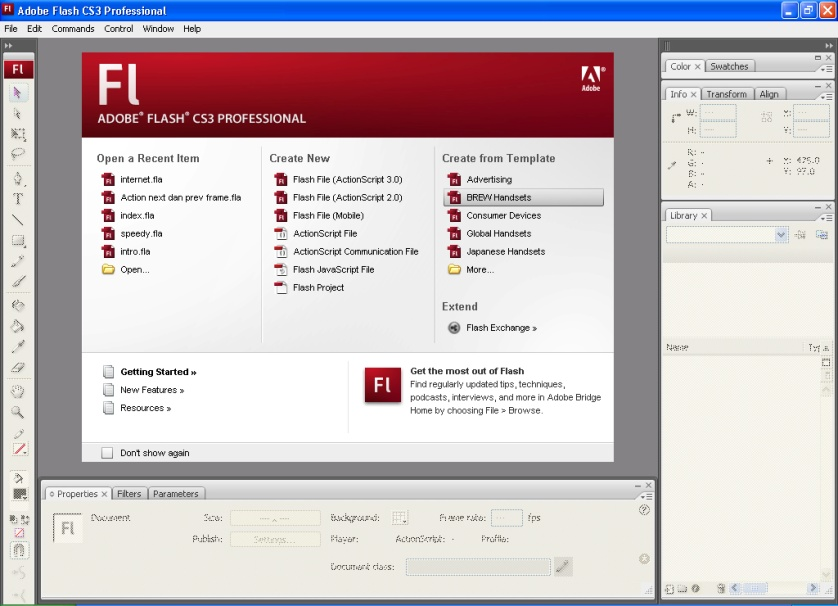 Adobe Flash CS3 Professional
File Edit Commands Control Window Help
Fl
Fl
ADOBE® FLASH® CS3 PROFESSIONAL
Adobe
Open a Recent Item
internet.fla
Action next dan prev frame.fla
index.fla
speedy.fla
intro.fla
Open...
Create New
Flash File (ActionScript 3.0)
Flash File (ActionScript 2.0)
Flash File (Mobile)
ActionScript File
ActionScript Communication File
Flash JavaScript File
Flash Project
Create from Template
Advertising
BREW Handsets
Consumer Devices
Global Handsets
Japanese Handsets
More...
Extend
Flash Exchange »
Getting Started »
New Features »
Resources »
Fl
Get the most out of Flash
Find regularly updated tips, techniques,
podcasts, interviews, and more in Adobe Bridge
Home by choosing File > Browse.
Don't show again
Properties × Filters Parameters
Fl
Document
Size:
Publish: Settings...
Background: Frame rate: fps
Player: ActionScript: - Profile:
Document class:
Color × Swatches
Info × Transform Align
W: X:
H: Y:
R: -
G: -
B: -
A: -
X: 425.0
Y: 97.0
Library ×
Name